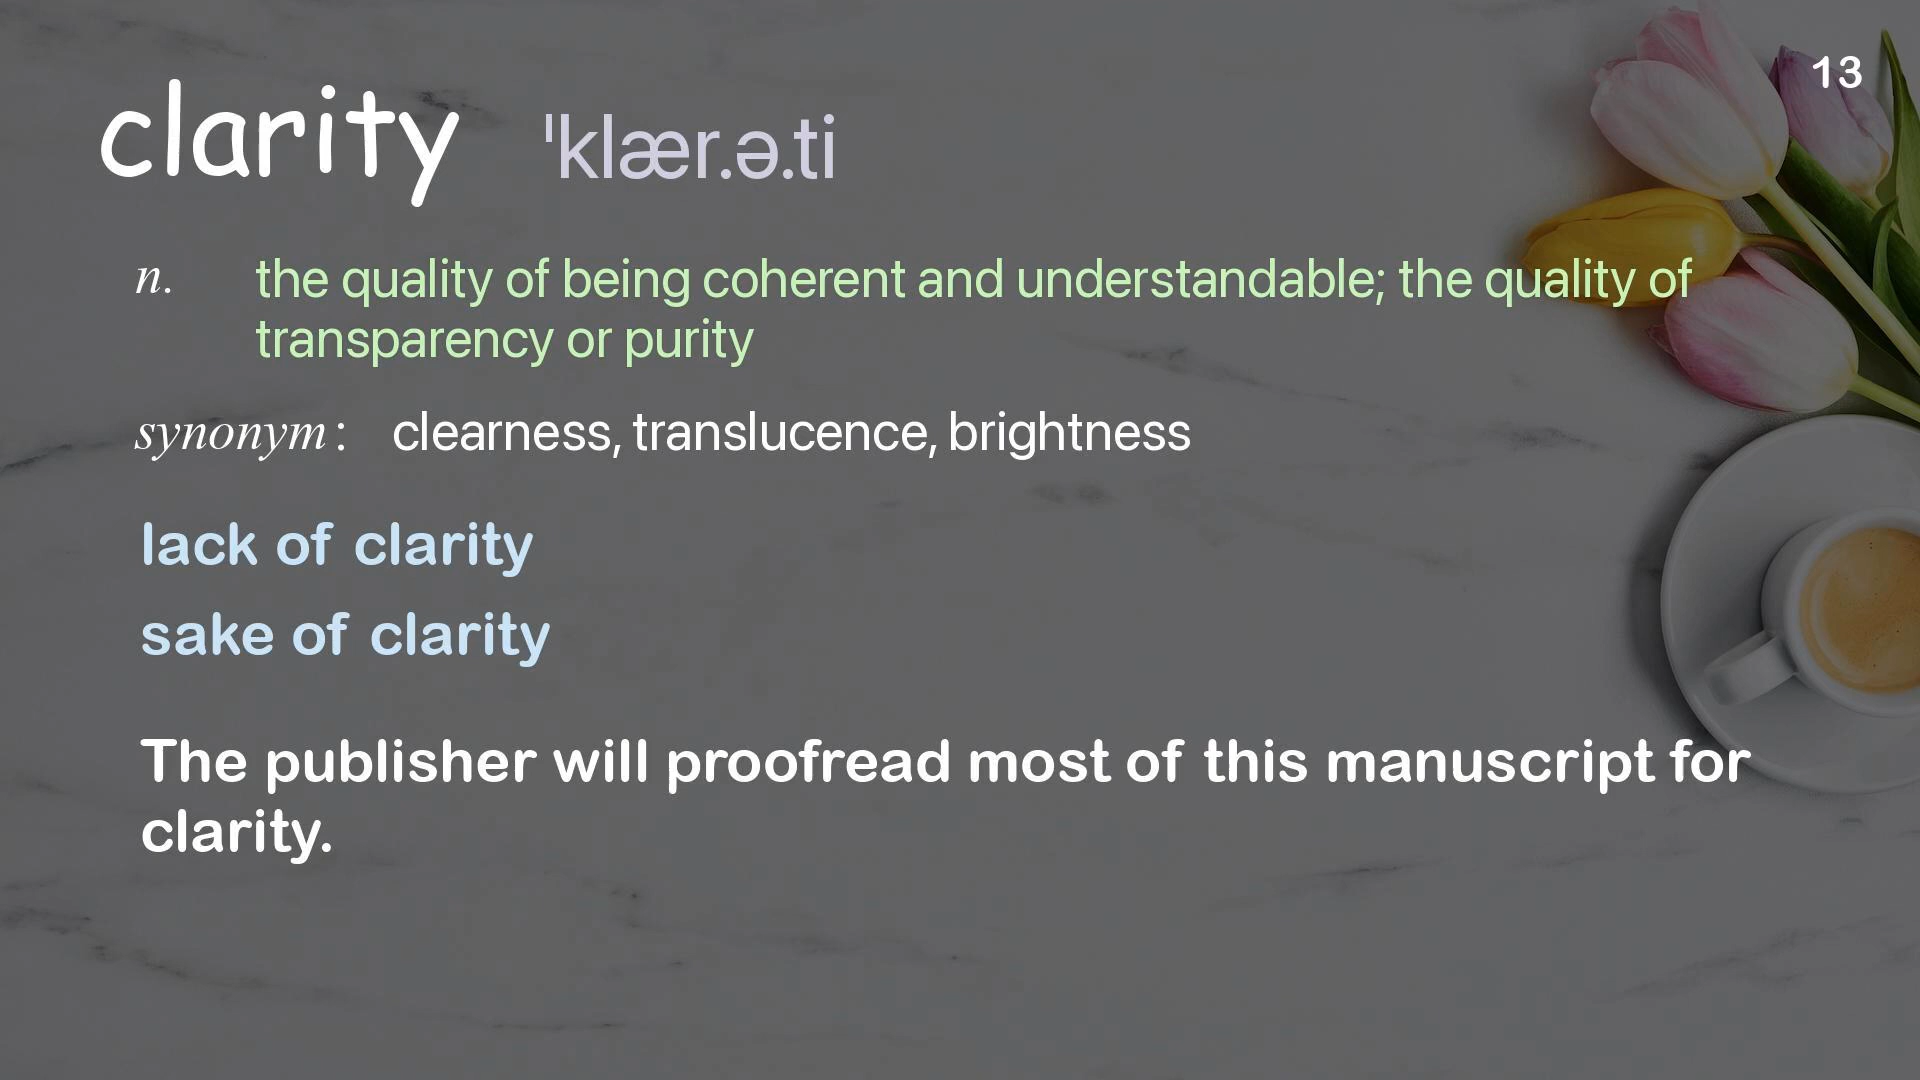 13
clarity ˈklær.ə.ti
n. the quality of being coherent and understandable; the quality of
transparency or purity
synonym: clearness, translucence, brightness
lack of clarity
sake of clarity
The publisher will proofread most of this manuscript for
clarity.